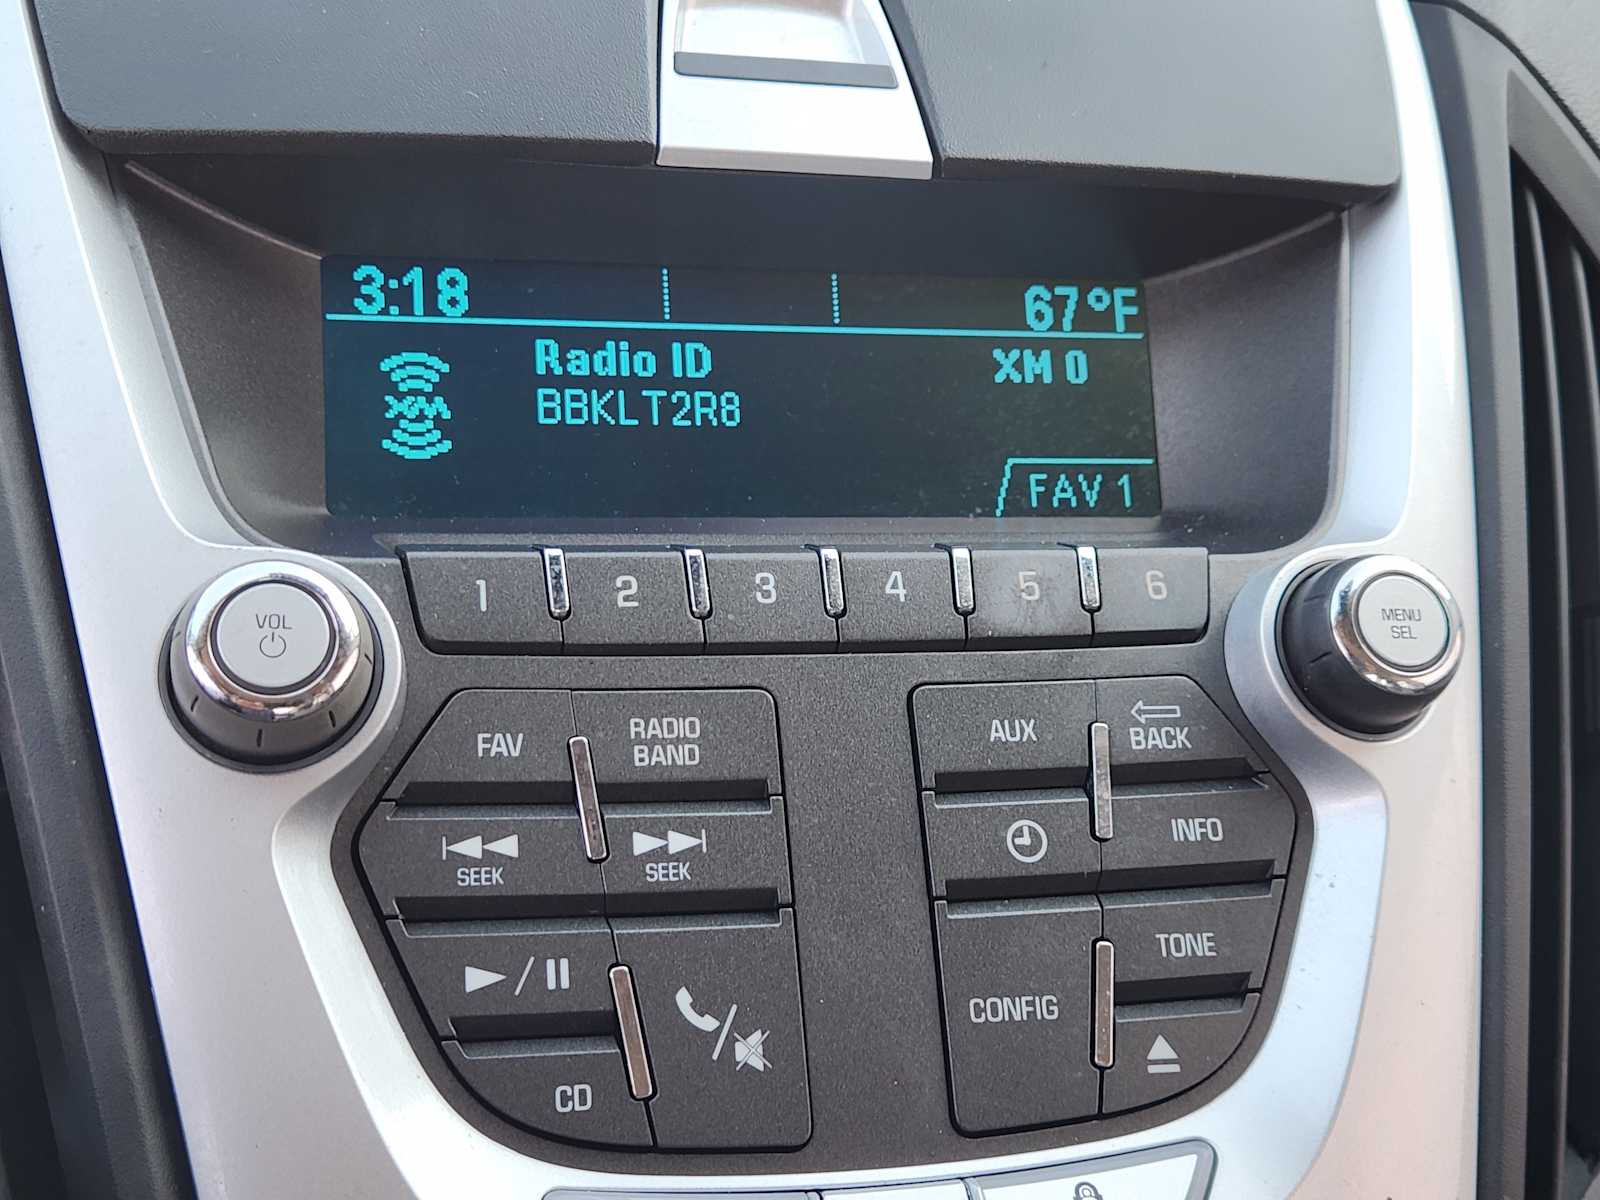 3:18 67°F
Radio ID XM 0
XM
BBKLT2R8
FAV 1
1 2 3 4 5 6
VOL
MENU
SEL
FAV
RADIO
BAND
AUX
BACK
SEEK
SEEK
INFO
TONE
CONFIG
CD